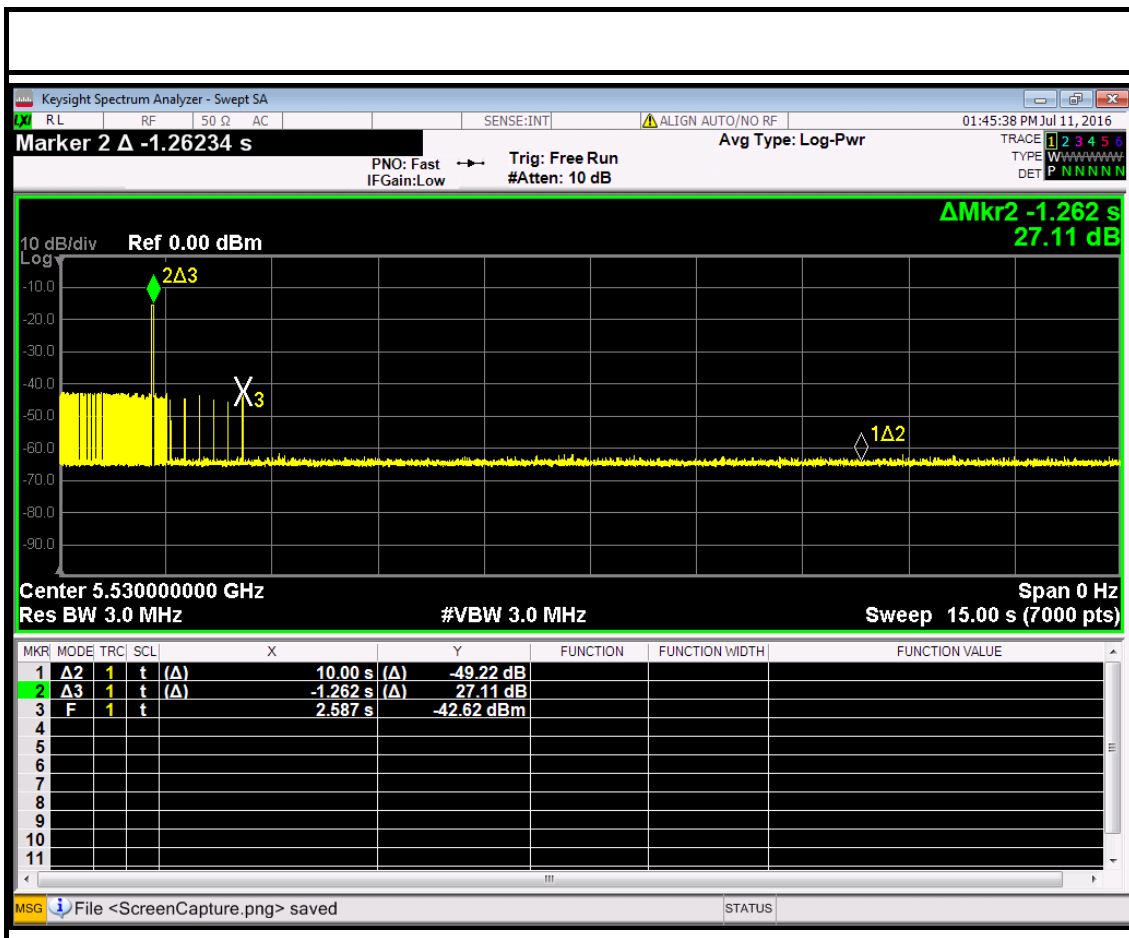 Keysight Spectrum Analyzer - Swept SA
LXI RL RF 50 Ω AC SENSE:INT ALIGN AUTO/NO RF 01:45:38 PM Jul 11, 2016
Marker 2 Δ -1.26234 s
PNO: Fast
IFGain:Low
Trig: Free Run
#Atten: 10 dB
Avg Type: Log-Pwr
TRACE 1 2 3 4 5 6
TYPE WWWWWW
DET P N N N N N
ΔMkr2 -1.262 s
27.11 dB
10 dB/div Ref 0.00 dBm
Log
-10.0
-20.0
-30.0
-40.0
-50.0
-60.0
-70.0
-80.0
-90.0
2Δ3
3
1Δ2
Center 5.530000000 GHz Span 0 Hz
Res BW 3.0 MHz #VBW 3.0 MHz Sweep 15.00 s (7000 pts)
MKR MODE TRC SCL X Y FUNCTION FUNCTION WIDTH FUNCTION VALUE
1 Δ2 1 t (Δ) 10.00 s (Δ) -49.22 dB
2 Δ3 1 t (Δ) -1.262 s (Δ) 27.11 dB
3 F 1 t 2.587 s -42.62 dBm
4
5
6
7
8
9
10
11
MSG File <ScreenCapture.png> saved STATUS